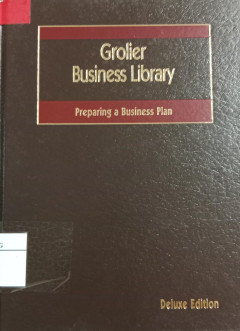 Grolier
Business Library
Preparing a Business Plan
Deluxe Edition